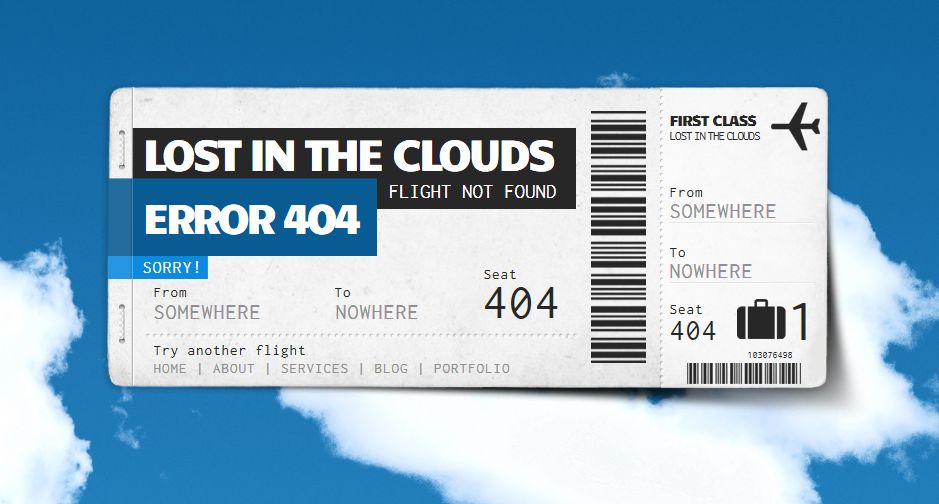 LOST IN THE CLOUDS
FLIGHT NOT FOUND
ERROR 404
SORRY!
From
SOMEWHERE
To
NOWHERE
Seat
404
Try another flight
HOME | ABOUT | SERVICES | BLOG | PORTFOLIO
FIRST CLASS
LOST IN THE CLOUDS
From
SOMEWHERE
To
NOWHERE
Seat
404
1
103076498